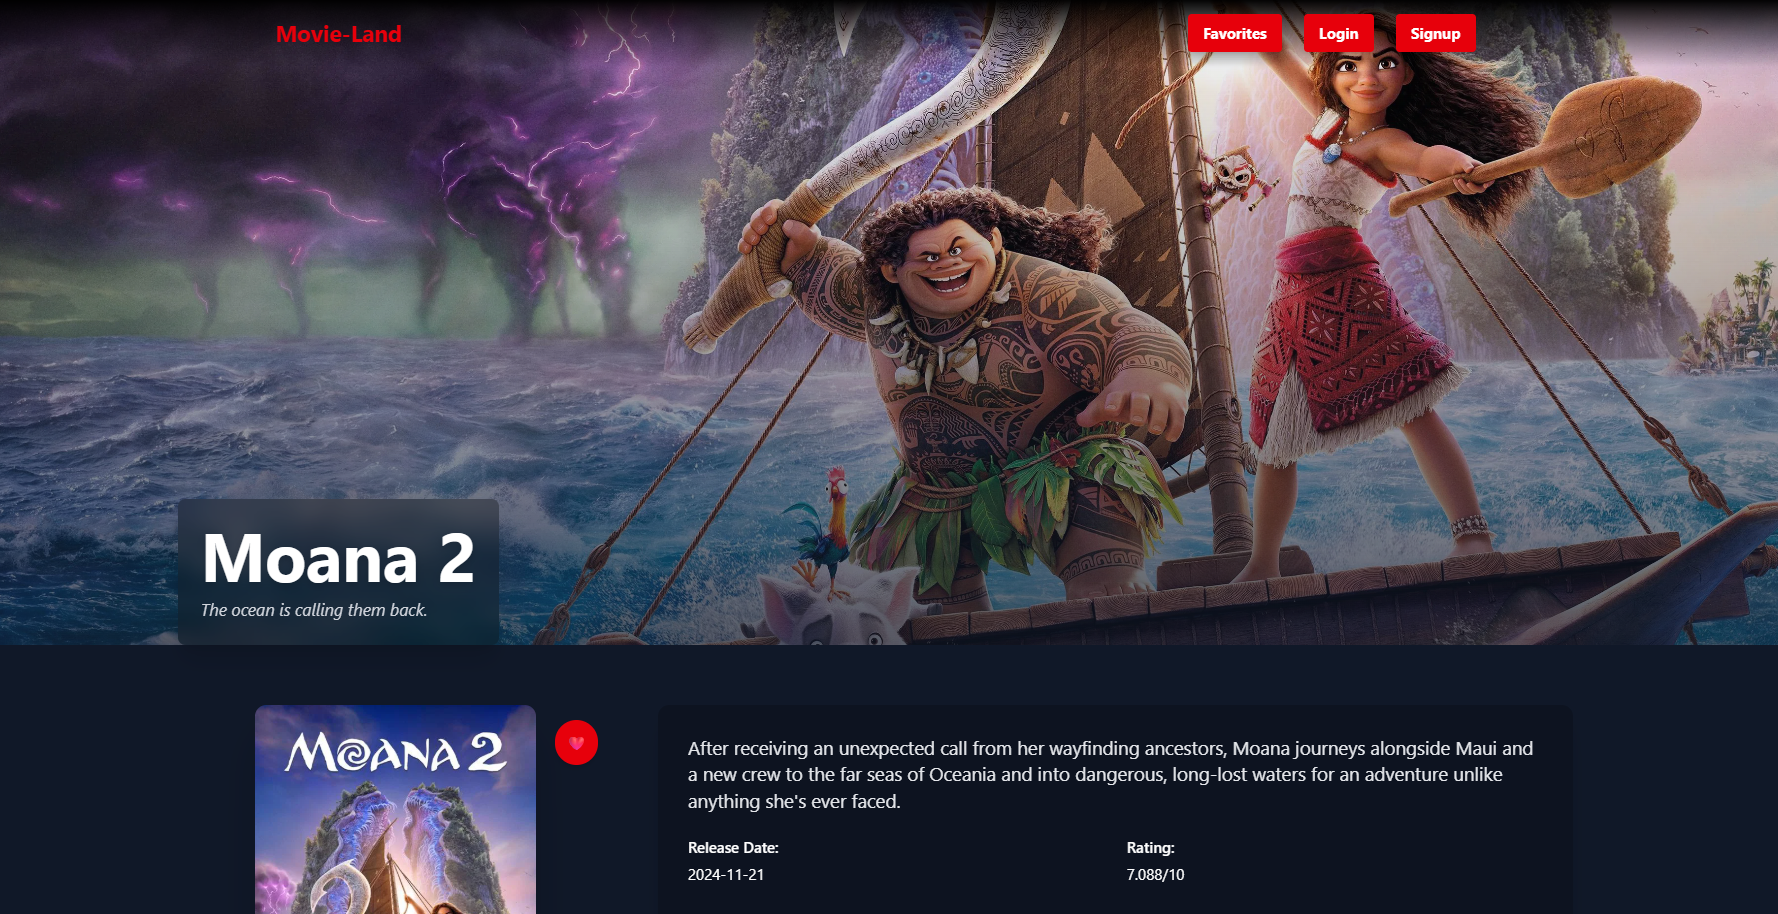 Movie-Land
Favorites
Login
Signup
Moana 2
The ocean is calling them back.
MOANA 2
After receiving an unexpected call from her wayfinding ancestors, Moana journeys alongside Maui and
a new crew to the far seas of Oceania and into dangerous, long-lost waters for an adventure unlike
anything she's ever faced.
Release Date:
2024-11-21
Rating:
7.088/10